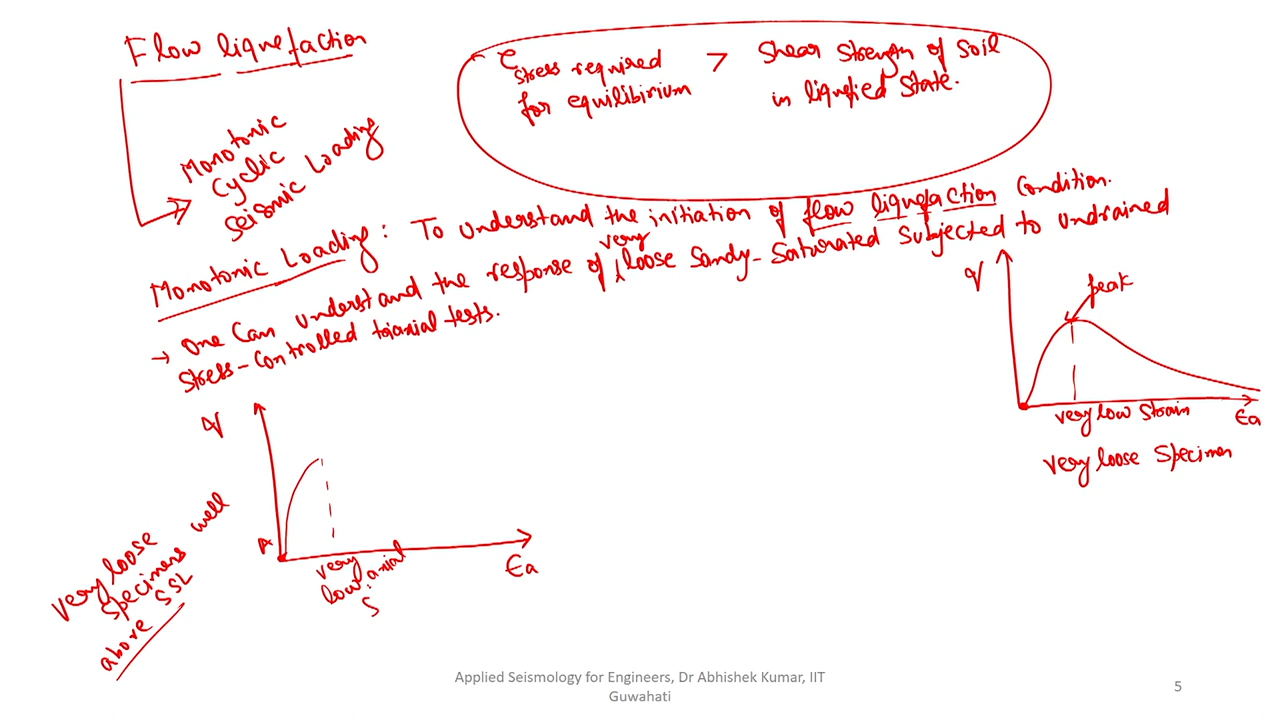 Flow liquefaction
Monotonic
Cyclic
Seismic Loading
τ stress required > Shear Strength of Soil
for equilibirium in liquefied State.
Monotonic Loading: To understand the initiation of flow liquefaction Condition.
→ One Can understand the response of very loose Sandy-Saturated Subjected to undrained
Stress-Controlled triaxial tests.
q
peak
very low Strain
εa
very loose Specimen
q
A
very
low axial
S
εa
very loose
Specimens well
above SSL
Applied Seismology for Engineers, Dr Abhishek Kumar, IIT
Guwahati
5